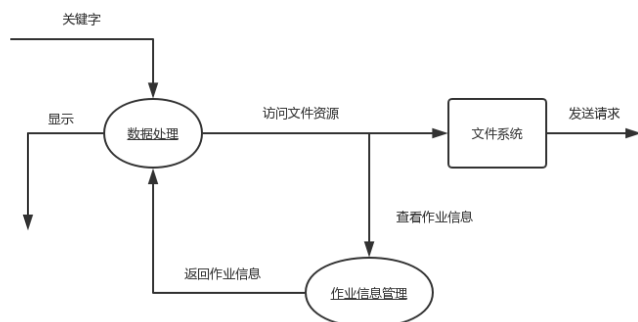 关键字
访问文件资源
发送请求
显示
数据处理
文件系统
查看作业信息
返回作业信息
作业信息管理